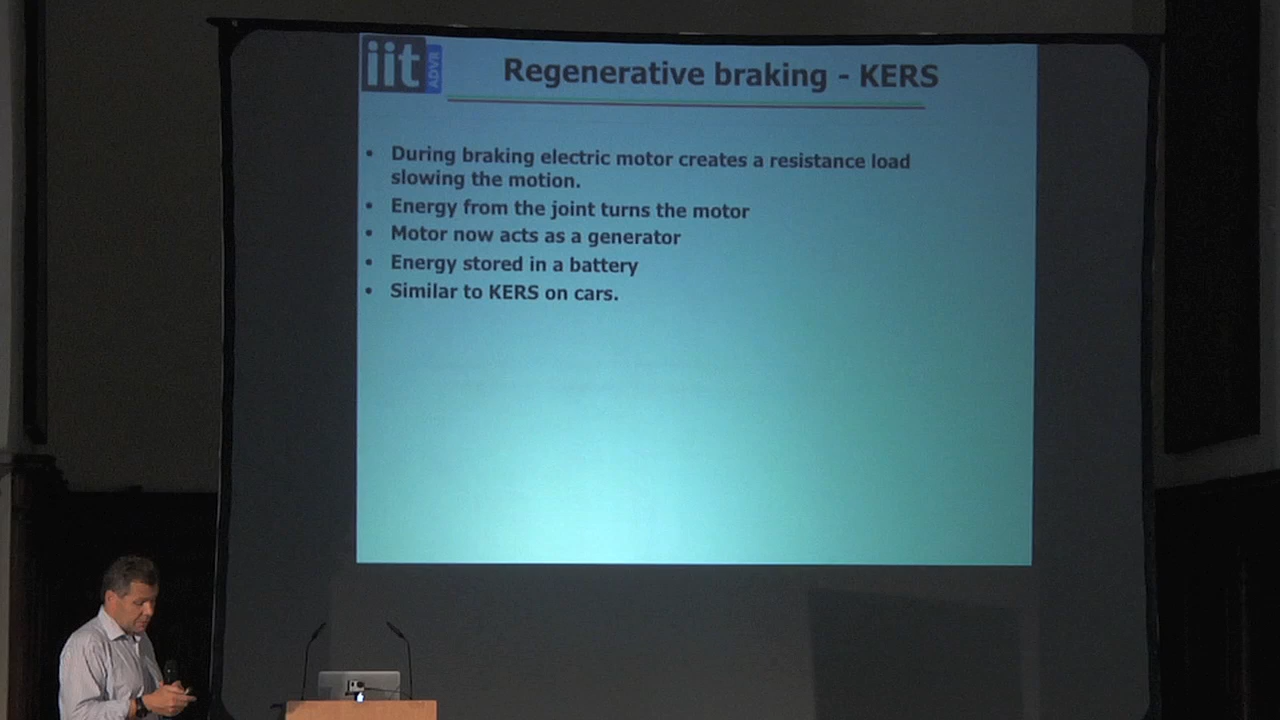 iit
ADVR
Regenerative braking - KERS
• During braking electric motor creates a resistance load
slowing the motion.
• Energy from the joint turns the motor
• Motor now acts as a generator
• Energy stored in a battery
• Similar to KERS on cars.